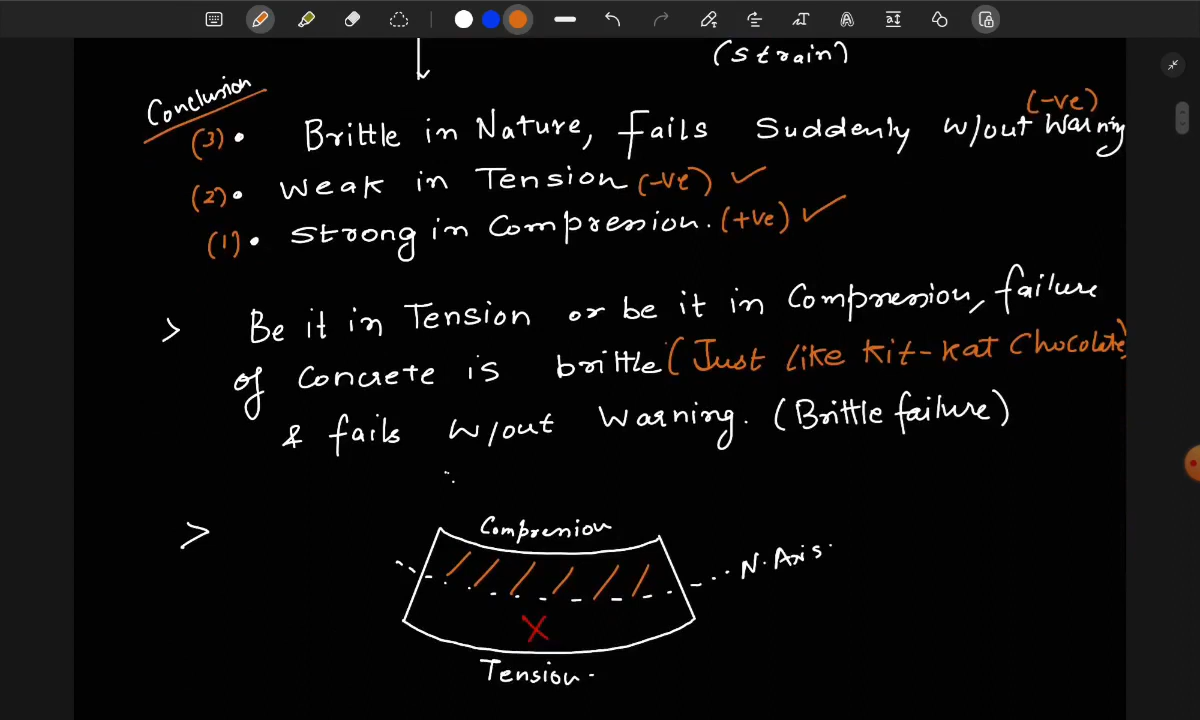 (strain)
Conclusion
(-ve)
(3) • Brittle in Nature, fails suddenly w/out warning
(2) • Weak in Tension (-ve) ✓
(1) • Strong in Compression. (+ve) ✓
> Be it in Tension or be it in Compression, failure
of Concrete is brittle (Just like Kit-Kat Chocolate)
& fails w/out warning. (Brittle failure)
>
Compression
N. Axis
X
Tension